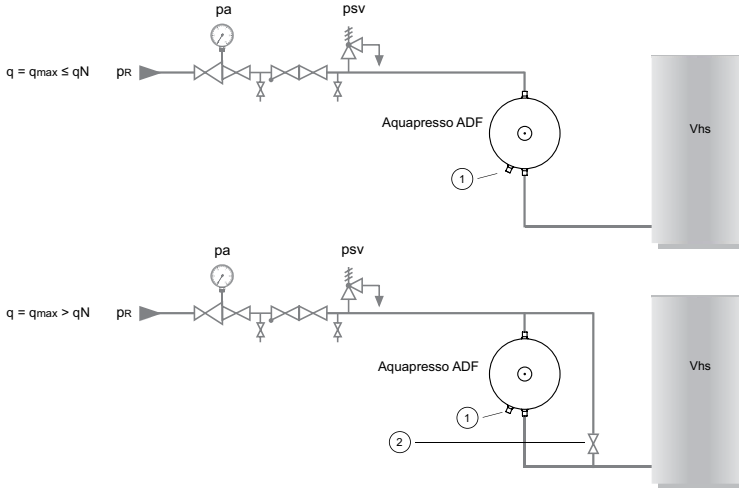 pa psv
q = qmax ≤ qN pR
Aquapresso ADF
Vhs
1
pa psv
q = qmax > qN pR
Aquapresso ADF
Vhs
1
2